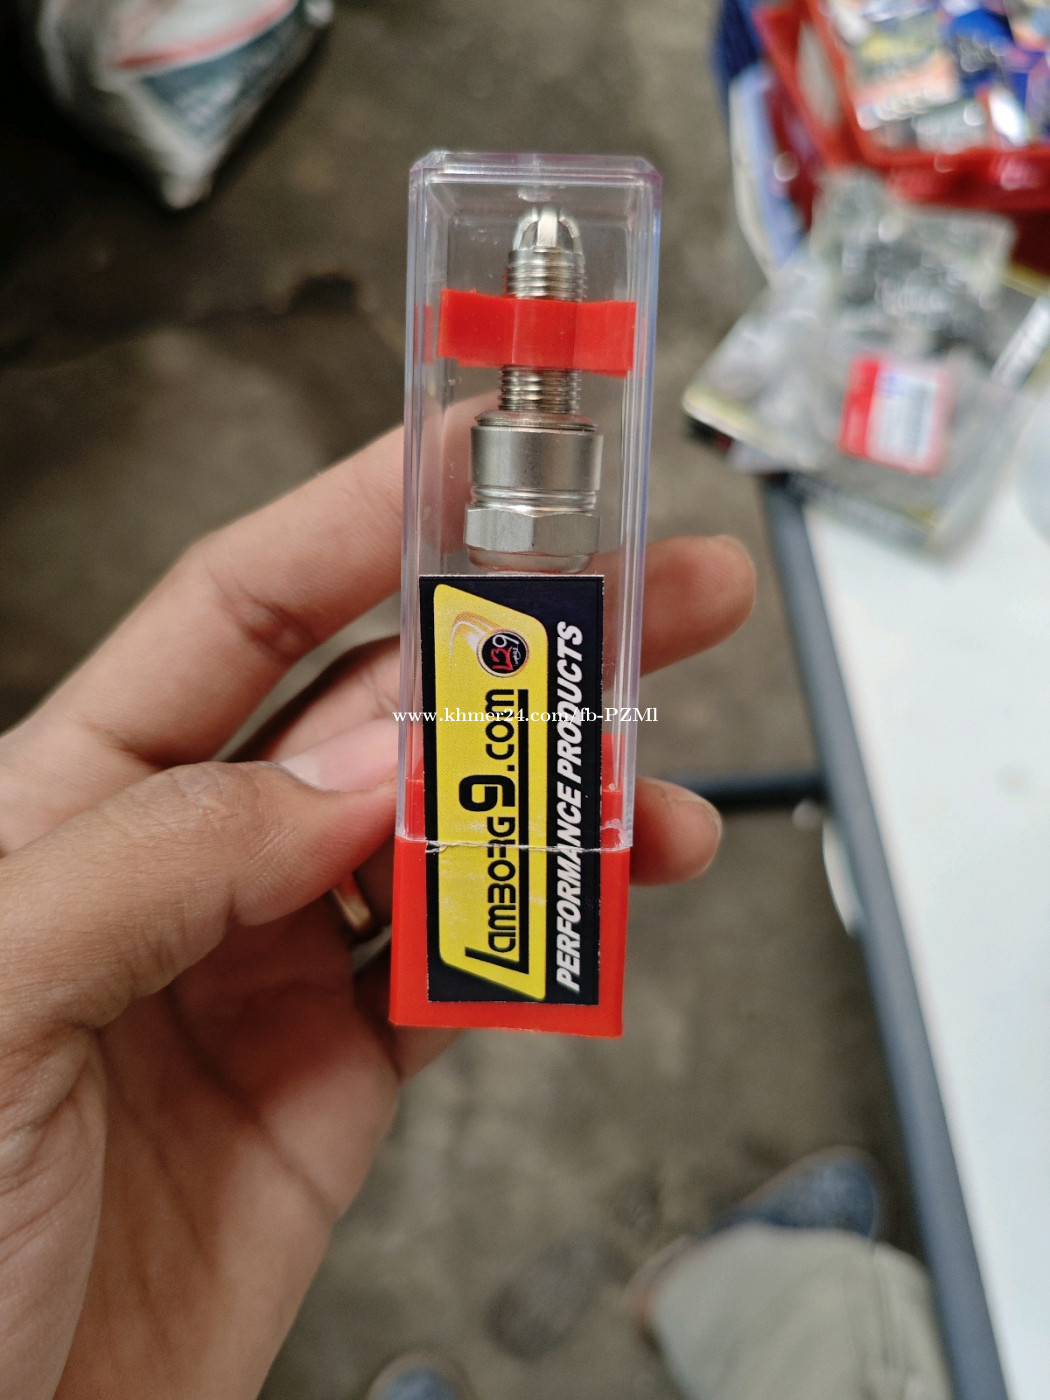 www.khmer24.com/fb-PZMl
LAMBORG9.com
PERFORMANCE PRODUCTS